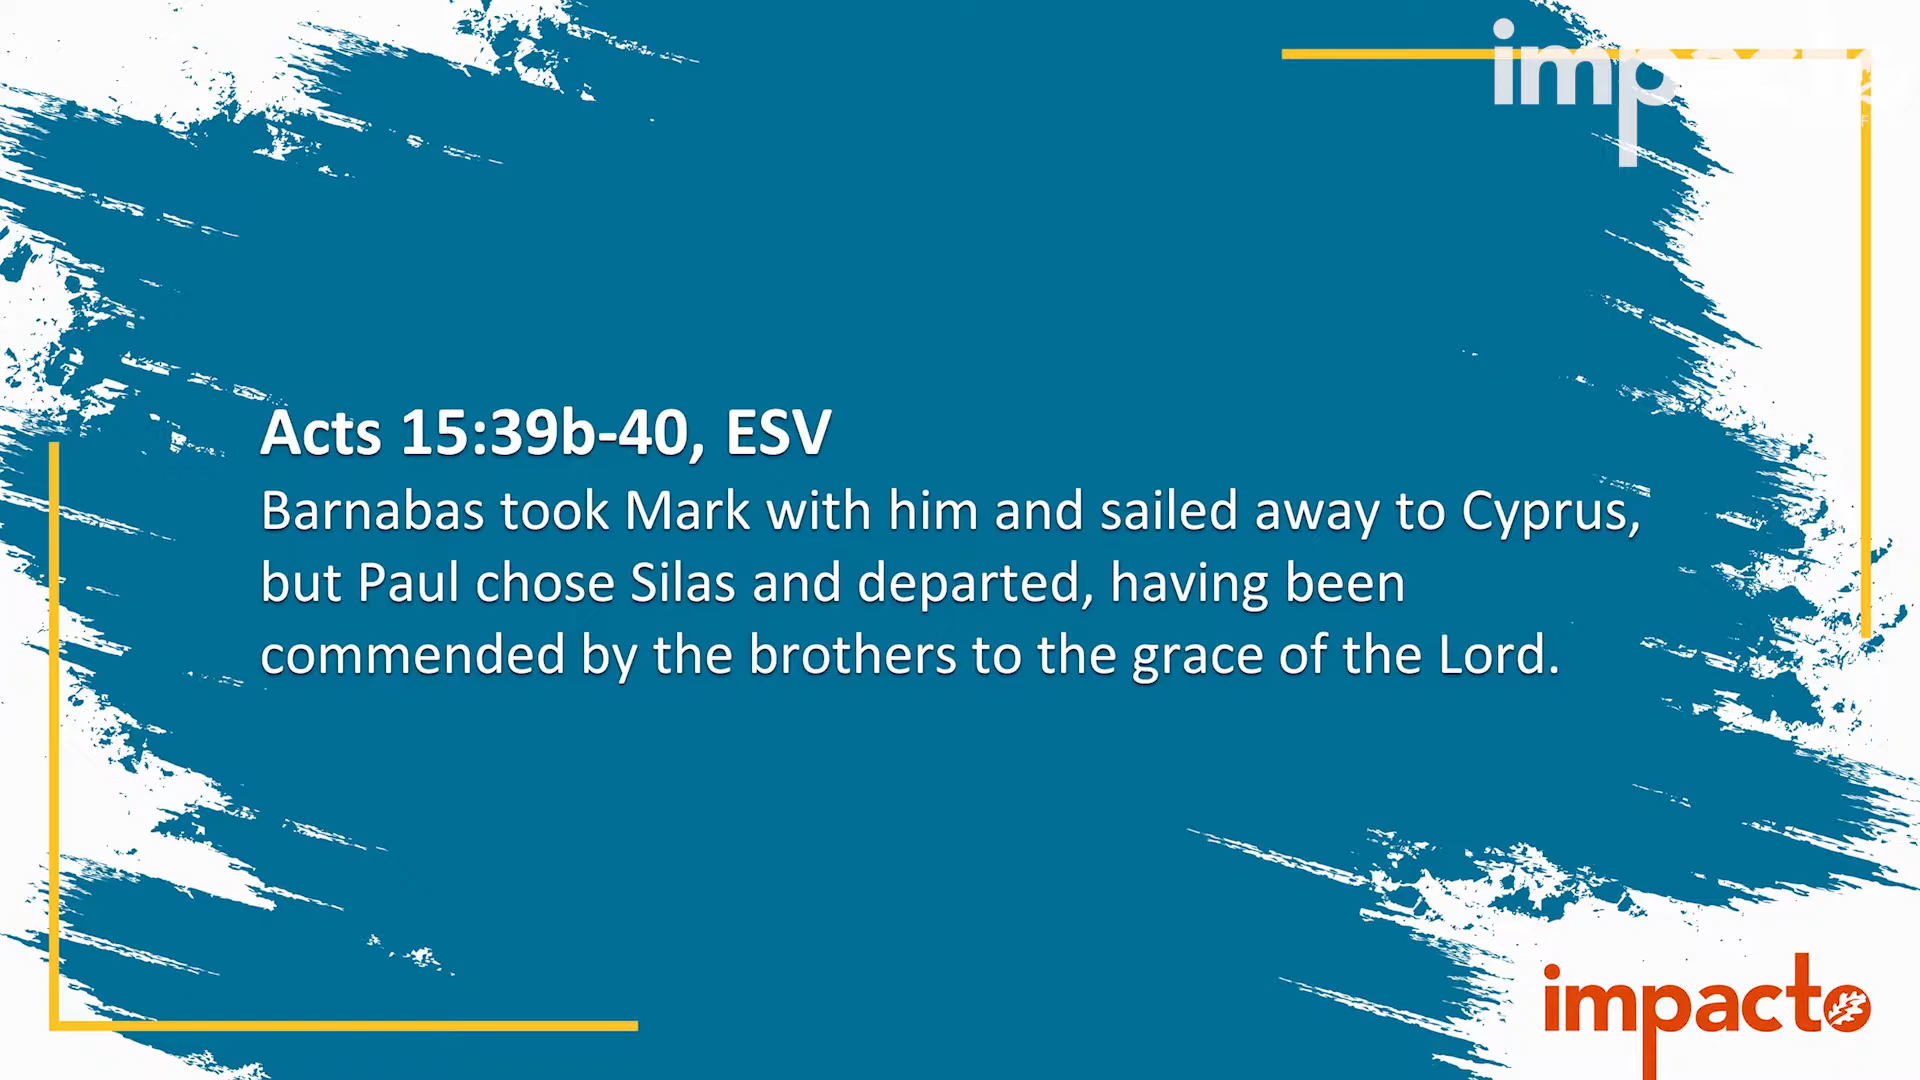 impacto
Acts 15:39b-40, ESV
Barnabas took Mark with him and sailed away to Cyprus,
but Paul chose Silas and departed, having been
commended by the brothers to the grace of the Lord.
impacto